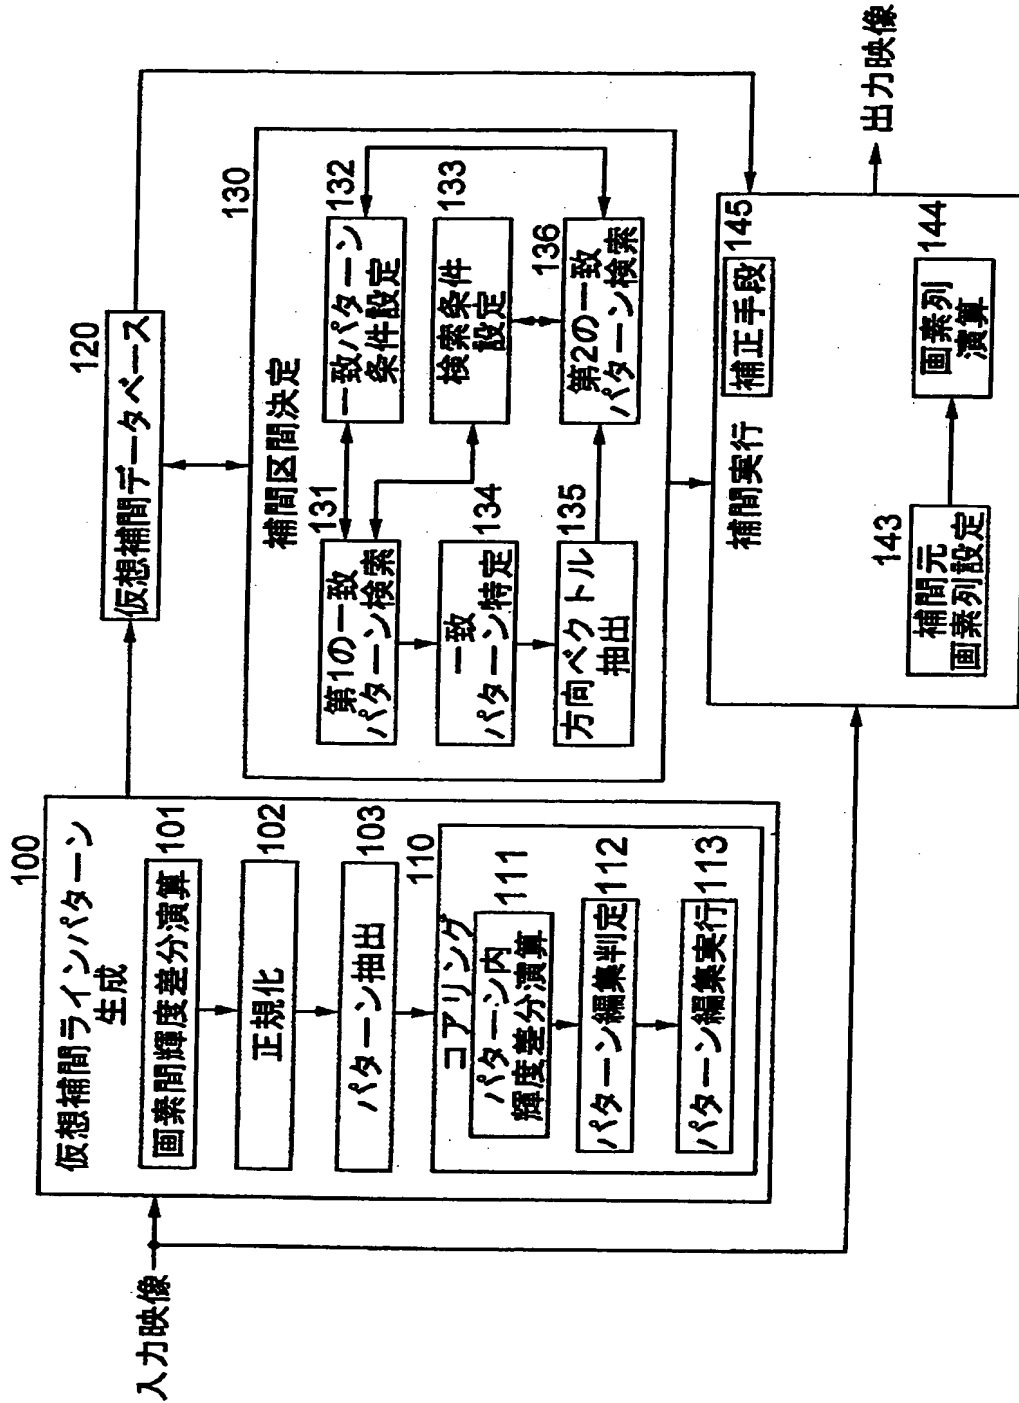 入力映像
100
仮想補間ラインパターン
生成
画素間輝度差分演算
101
正規化
102
パターン抽出
103
110
コアリング
パターン内
輝度差分演算
111
パターン編集判定
112
パターン編集実行
113
120
仮想補間データベース
130
補間区間決定
131
第1の一致
パターン検索
132
一致パターン
条件設定
133
検索条件
設定
134
一致
パターン特定
135
方向ベクトル
抽出
136
第2の一致
パターン検索
補間実行
145
補正手段
143
補間元
画素列設定
144
画素列
演算
出力映像